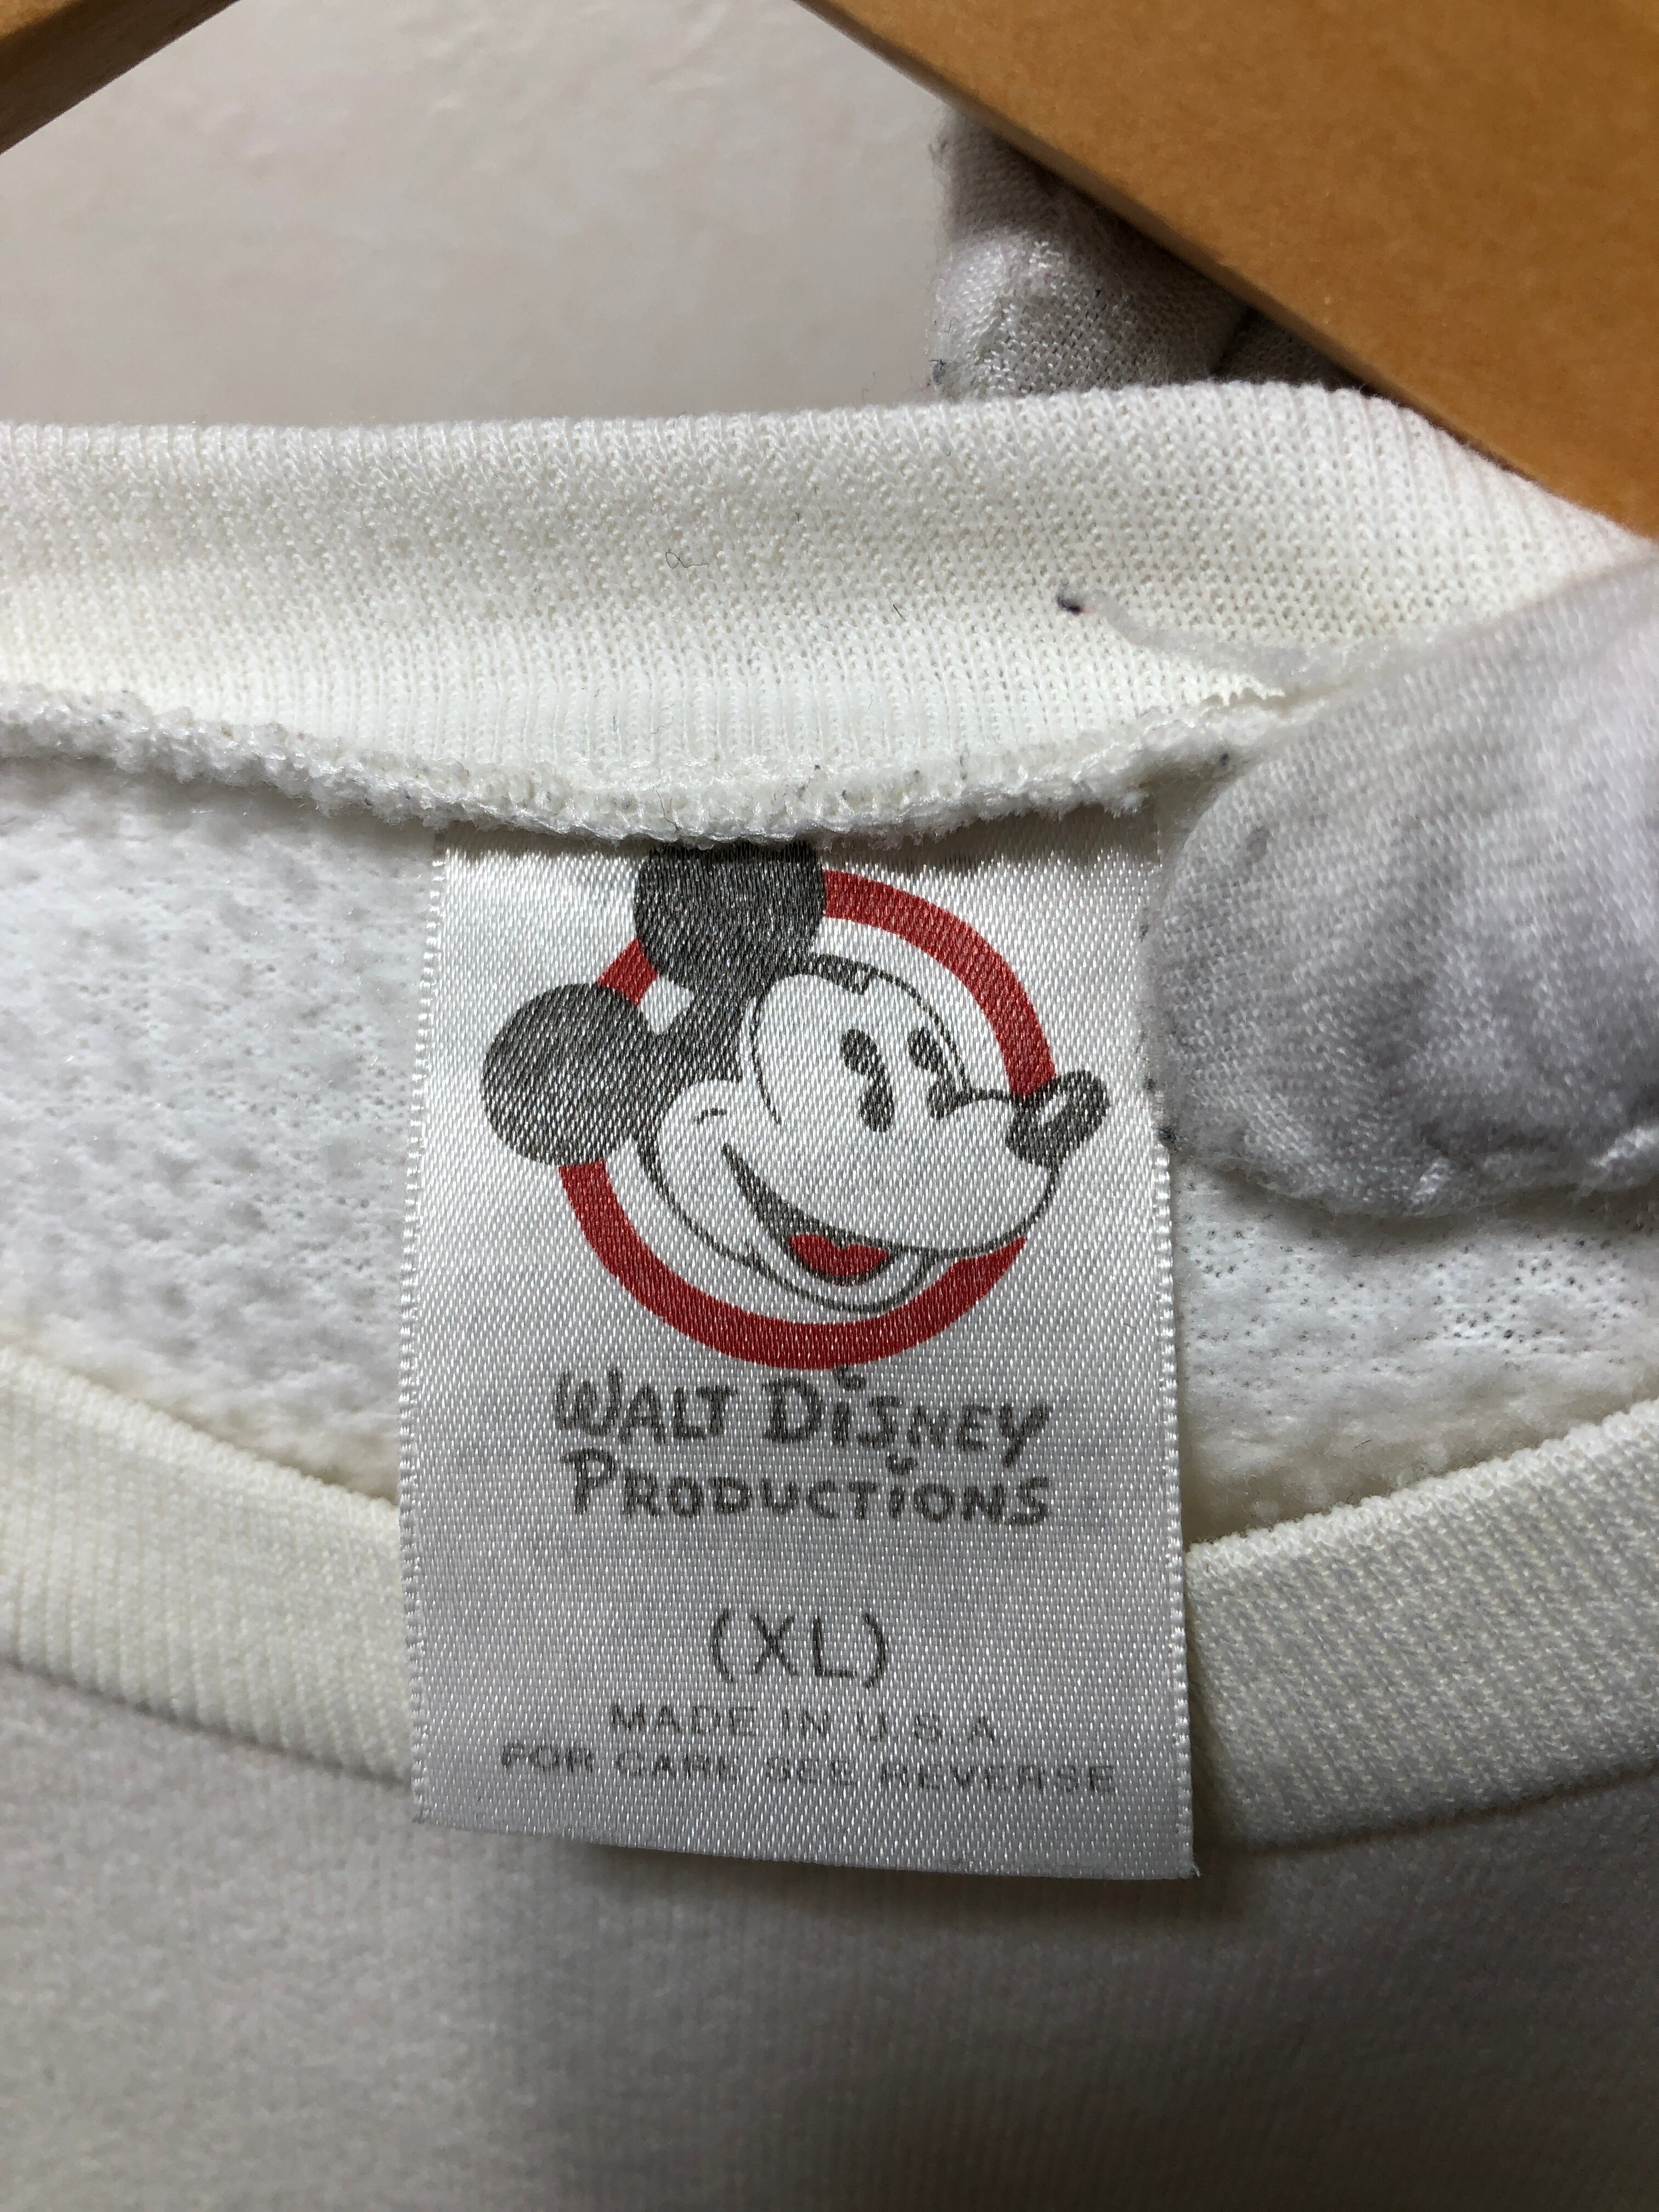 WALT DiSNEY
PRODUCTiONS
(XL)
MADE IN U.S.A
FOR CARE SEE REVERSE